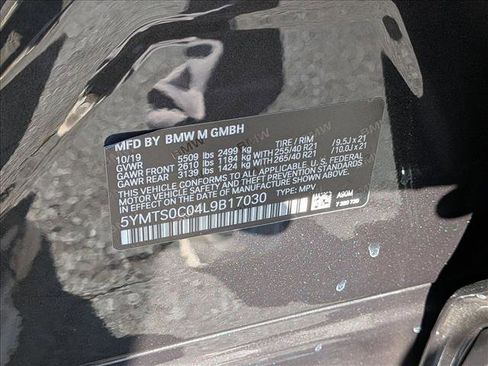 MFD BY BMW M GMBH
10/19 TIRE / RIM
GVWR 5509 lbs 2499 kg
GAWR FRONT 2610 lbs 1184 kg WITH 255/40 R21 / 9.5J x 21
GAWR REAR 3139 lbs 1424 kg WITH 265/40 R21 / 10.0J x 21
THIS VEHICLE CONFORMS TO ALL APPLICABLE U.S. FEDERAL
MOTOR VEHICLE SAFETY STANDARDS IN EFFECT
ON THE DATE OF MANUFACTURE SHOWN ABOVE.
5YMTS0C04L9B17030 TYPE: MPV
A90M